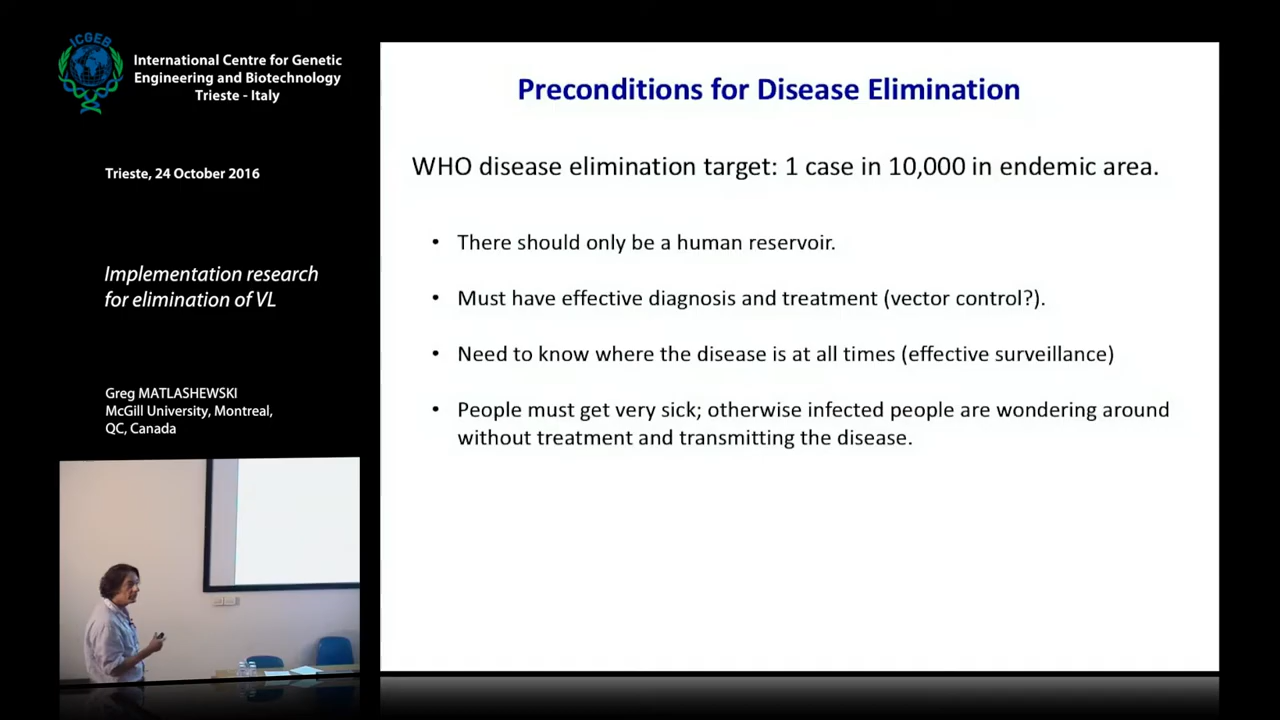 ICGEB
International Centre for Genetic
Engineering and Biotechnology
Trieste - Italy
Trieste, 24 October 2016
Implementation research
for elimination of VL
Greg MATLASHEWSKI
McGill University, Montreal,
QC, Canada
Preconditions for Disease Elimination
WHO disease elimination target: 1 case in 10,000 in endemic area.
• There should only be a human reservoir.
• Must have effective diagnosis and treatment (vector control?).
• Need to know where the disease is at all times (effective surveillance)
• People must get very sick; otherwise infected people are wondering around
without treatment and transmitting the disease.